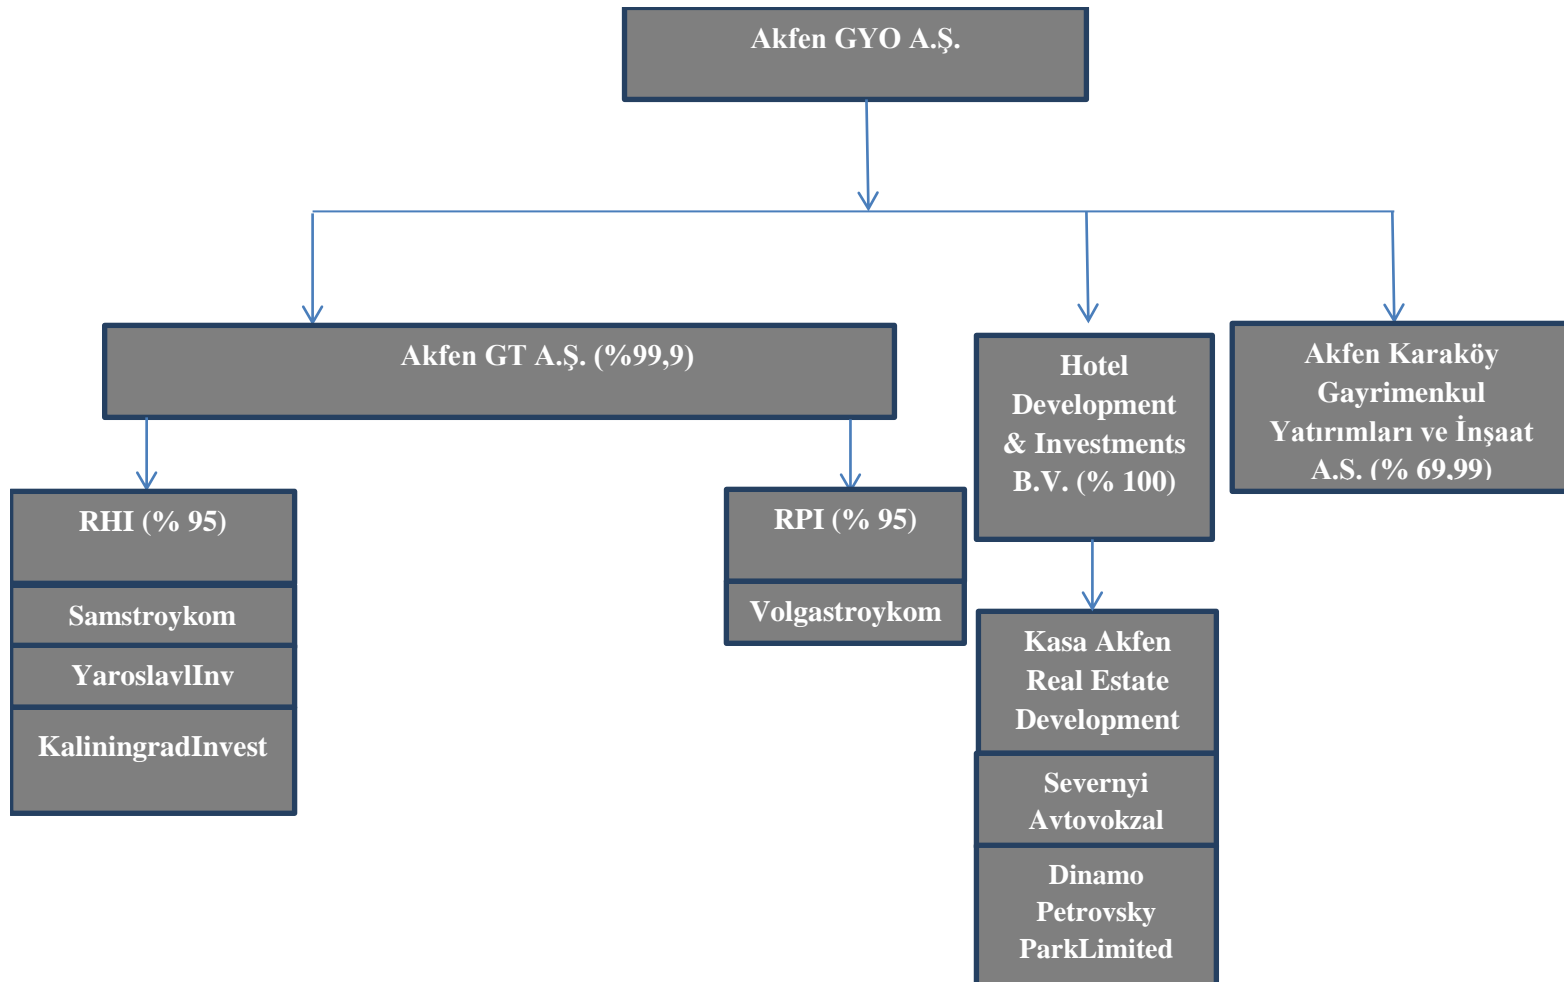 Akfen GYO A.Ş.
Akfen GT A.Ş. (%99,9)
Hotel
Development
& Investments
B.V. (% 100)
Akfen Karaköy
Gayrimenkul
Yatırımları ve İnşaat
A.S. (% 69,99)
RHI (% 95)
Samstroykom
YaroslavlInv
KaliningradInvest
RPI (% 95)
Volgastroykom
Kasa Akfen
Real Estate
Development
Severnyi
Avtovokzal
Dinamo
Petrovsky
ParkLimited